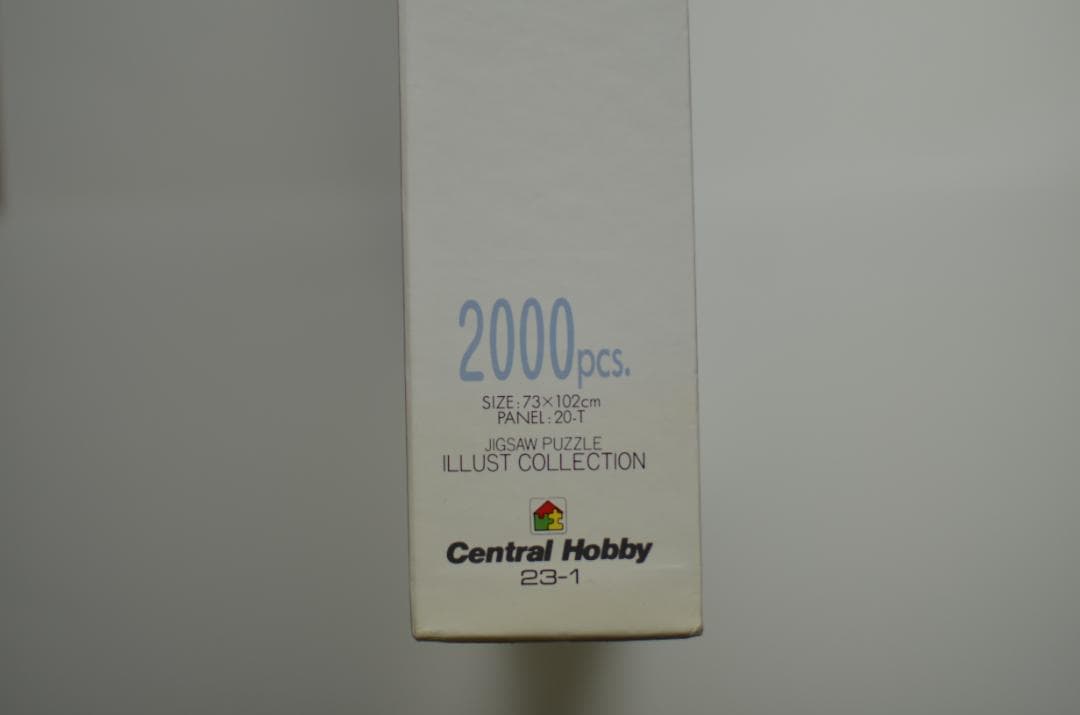 2000pcs.
SIZE:73×102cm
PANEL:20-T
JIGSAW PUZZLE
ILLUST COLLECTION
Central Hobby
23-1